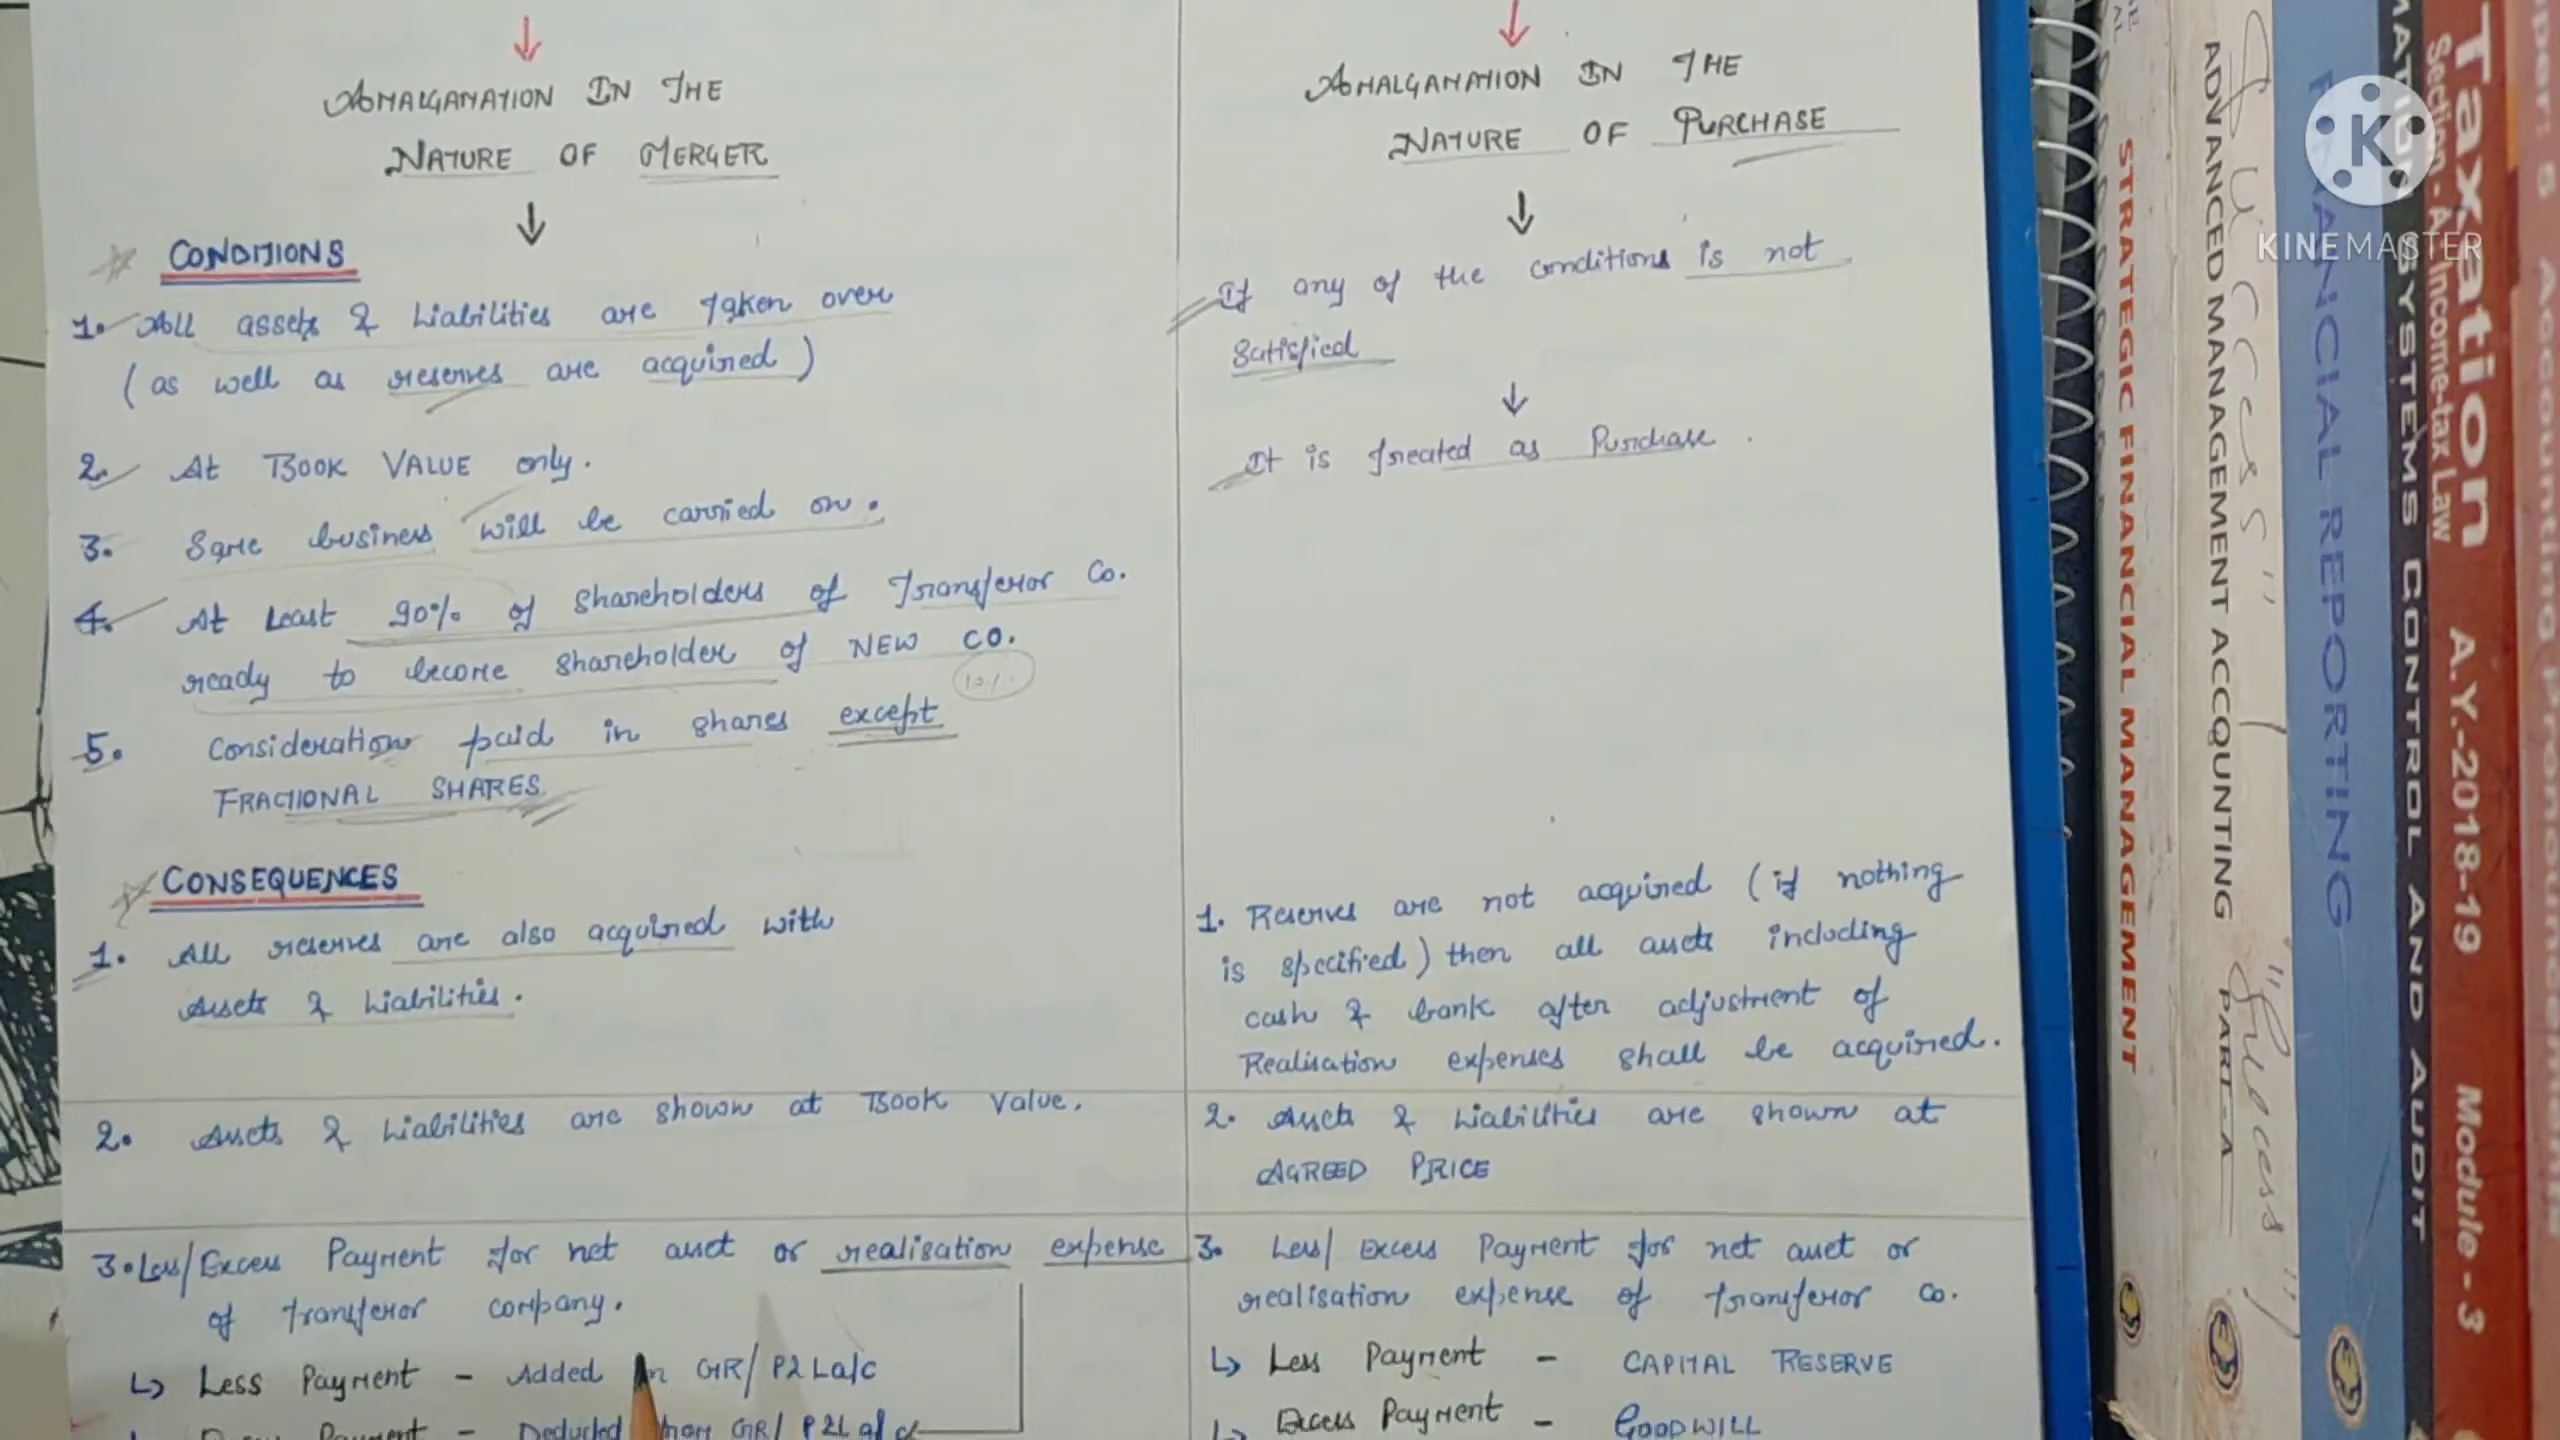 AMALGAMATION IN THE
NATURE OF MERGER
CONDITIONS
1. All assets & Liabilities are taken over
(as well as reserves are acquired)
2. At BOOK VALUE only.
3. Same business will be carried on.
4. At Least 90% of shareholders of Transferor Co.
ready to become shareholder of NEW CO.
10%
5. Consideration paid in shares except
FRACTIONAL SHARES
CONSEQUENCES
1. All reserves are also acquired with
Assets & Liabilities.
2. Assets & Liabilities are shown at Book Value.
3. Less/Excess Payment for net asset or realisation expense
of transferor company.
↳ Less Payment - Added in GR/P&L a/c
Payment - Deducted from GR/P&L a/c
AMALGAMATION IN THE
NATURE OF PURCHASE
If any of the conditions is not
satisfied
It is treated as Purchase.
1. Reserves are not acquired (if nothing
is specified) then all assets including
cash & bank after adjustment of
Realisation expenses shall be acquired.
2. Assets & Liabilities are shown at
AGREED PRICE
3. Less/Excess Payment for net asset or
realisation expense of transferor co.
↳ Less Payment - CAPITAL RESERVE
↳ Excess Payment - GOODWILL
STRATEGIC FINANCIAL MANAGEMENT
ADVANCED MANAGEMENT ACCOUNTING PART-A
Success"
"Success"
FINANCIAL REPORTING
SYSTEMS CONTROL AND AUDIT
Taxation
Section - A: Income-tax Law
A.Y.-2018-19 Module - 3
Accounting Pronouncements
K
KINEMASTER